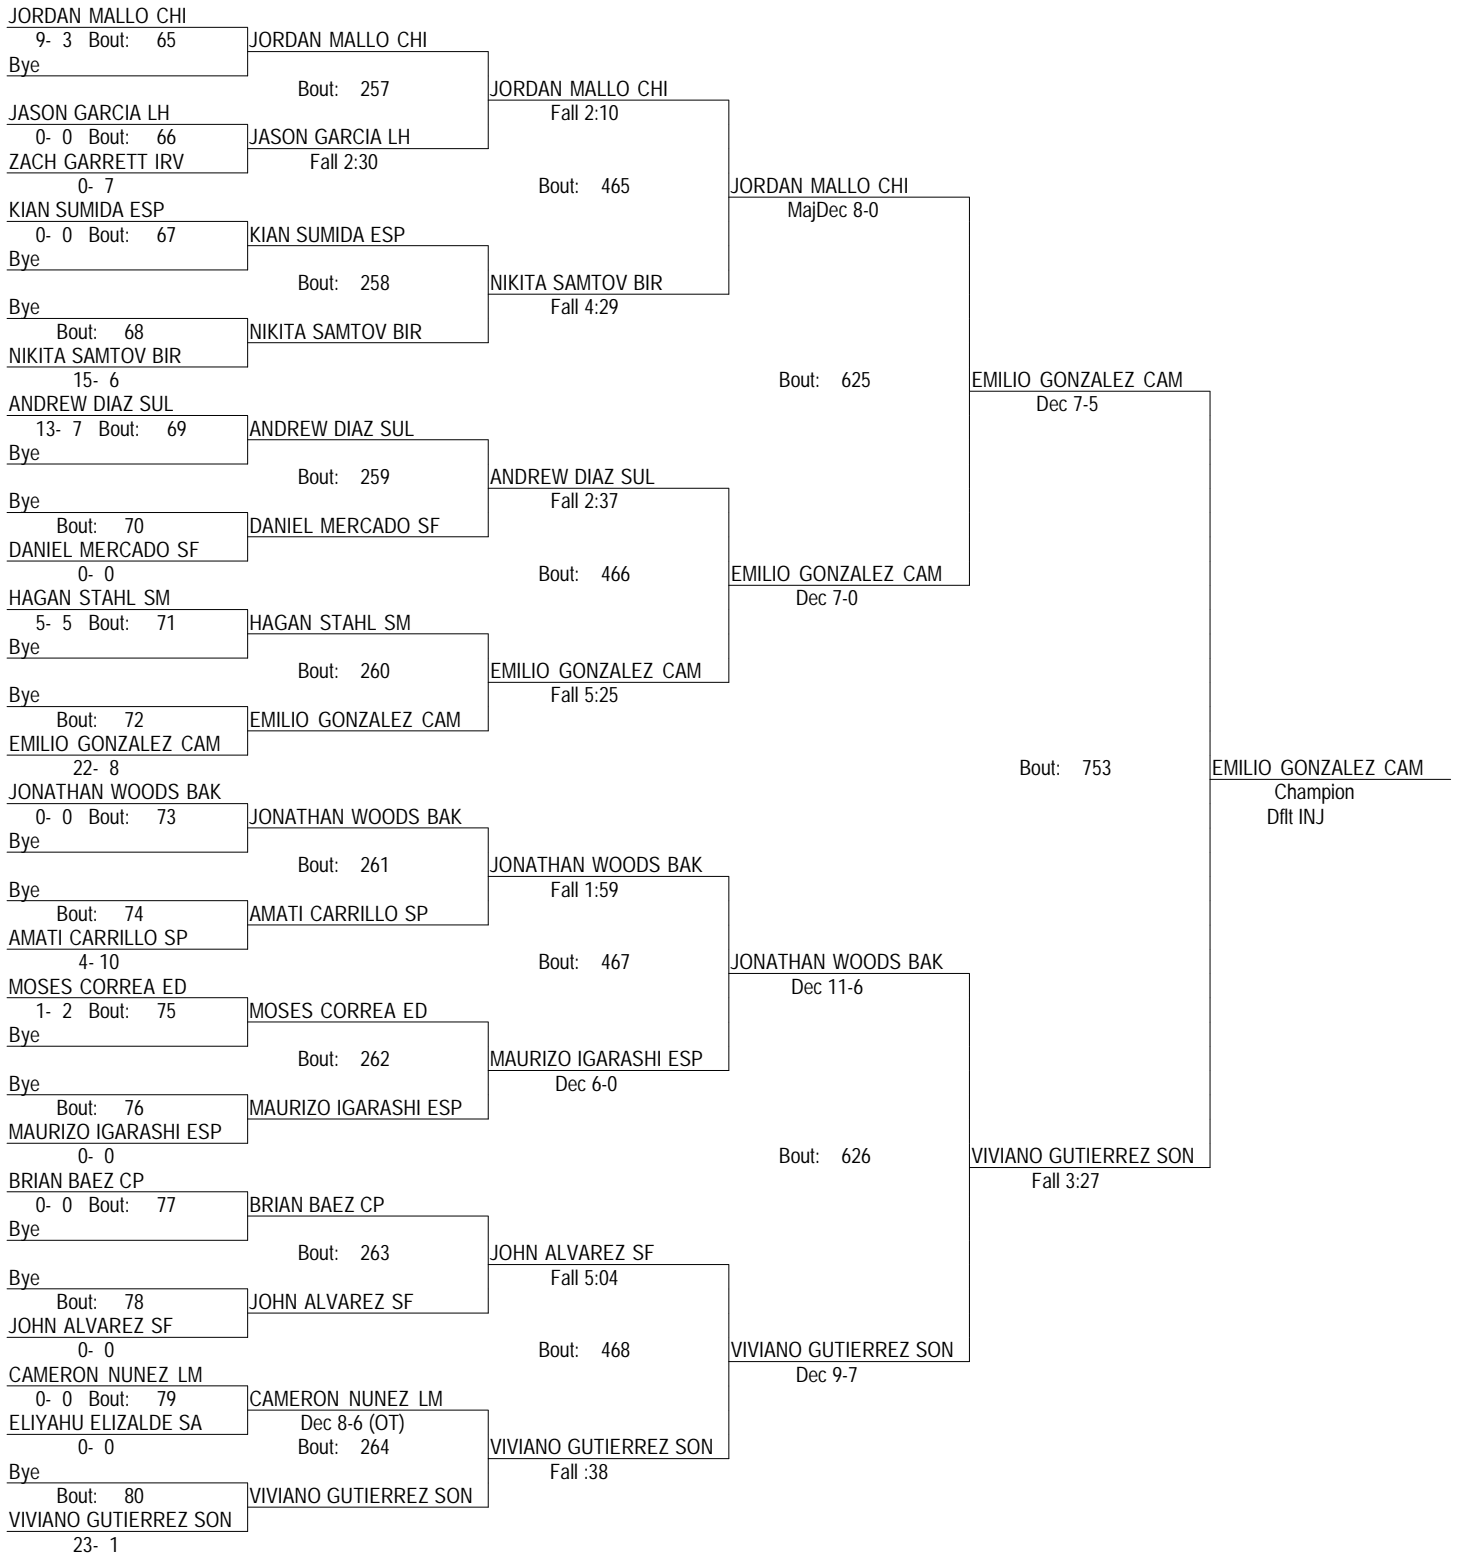 JORDAN MALLO CHI
9- 3 Bout: 65 JORDAN MALLO CHI
Bye
Bout: 257 JORDAN MALLO CHI
JASON GARCIA LH Fall 2:10
0- 0 Bout: 66 JASON GARCIA LH
ZACH GARRETT IRV Fall 2:30
0- 7 Bout: 465 JORDAN MALLO CHI
KIAN SUMIDA ESP MajDec 8-0
0- 0 Bout: 67 KIAN SUMIDA ESP
Bye
Bout: 258 NIKITA SAMTOV BIR
Bye Fall 4:29
Bout: 68 NIKITA SAMTOV BIR
NIKITA SAMTOV BIR
15- 6 Bout: 625 EMILIO GONZALEZ CAM
ANDREW DIAZ SUL Dec 7-5
13- 7 Bout: 69 ANDREW DIAZ SUL
Bye
Bout: 259 ANDREW DIAZ SUL
Bye Fall 2:37
Bout: 70 DANIEL MERCADO SF
DANIEL MERCADO SF
0- 0 Bout: 466 EMILIO GONZALEZ CAM
HAGAN STAHL SM Dec 7-0
5- 5 Bout: 71 HAGAN STAHL SM
Bye
Bout: 260 EMILIO GONZALEZ CAM
Bye Fall 5:25
Bout: 72 EMILIO GONZALEZ CAM
EMILIO GONZALEZ CAM
22- 8 Bout: 753 EMILIO GONZALEZ CAM
JONATHAN WOODS BAK Champion
0- 0 Bout: 73 JONATHAN WOODS BAK Dflt INJ
Bye
Bout: 261 JONATHAN WOODS BAK
Bye Fall 1:59
Bout: 74 AMATI CARRILLO SP
AMATI CARRILLO SP
4- 10 Bout: 467 JONATHAN WOODS BAK
MOSES CORREA ED Dec 11-6
1- 2 Bout: 75 MOSES CORREA ED
Bye
Bout: 262 MAURIZO IGARASHI ESP
Bye Dec 6-0
Bout: 76 MAURIZO IGARASHI ESP
MAURIZO IGARASHI ESP
0- 0 Bout: 626 VIVIANO GUTIERREZ SON
BRIAN BAEZ CP Fall 3:27
0- 0 Bout: 77 BRIAN BAEZ CP
Bye
Bout: 263 JOHN ALVAREZ SF
Bye Fall 5:04
Bout: 78 JOHN ALVAREZ SF
JOHN ALVAREZ SF
0- 0 Bout: 468 VIVIANO GUTIERREZ SON
CAMERON NUNEZ LM Dec 9-7
0- 0 Bout: 79 CAMERON NUNEZ LM
ELIYAHU ELIZALDE SA Dec 8-6 (OT)
0- 0 Bout: 264 VIVIANO GUTIERREZ SON
Bye Fall :38
Bout: 80 VIVIANO GUTIERREZ SON
VIVIANO GUTIERREZ SON
23- 1